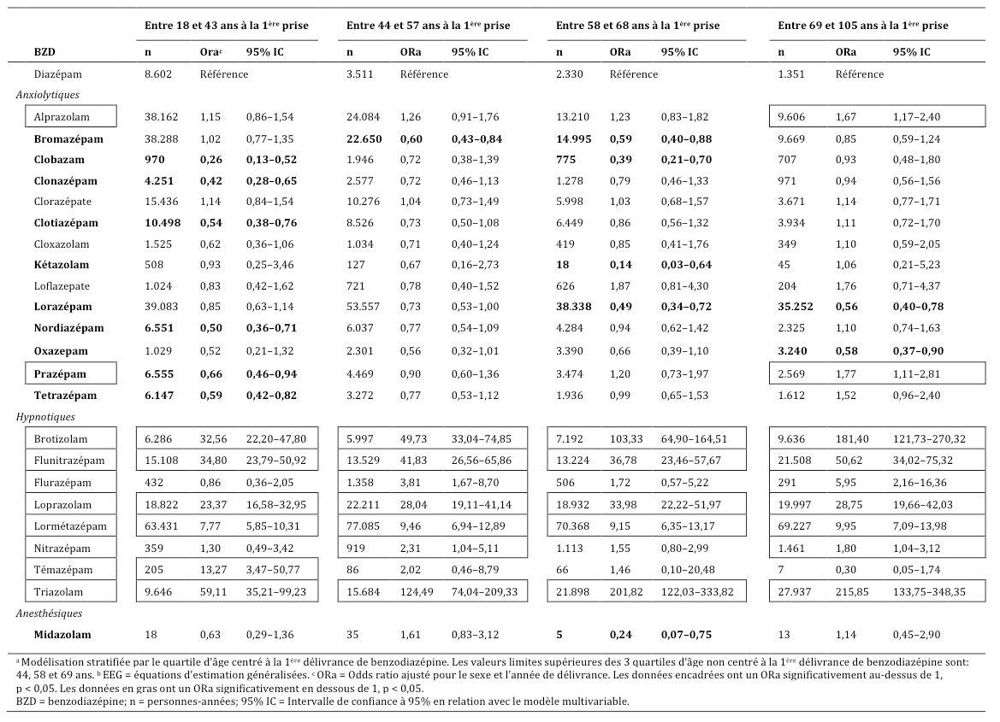 Entre 18 et 43 ans à la 1ère prise Entre 44 et 57 ans à la 1ère prise Entre 58 et 68 ans à la 1ère prise Entre 69 et 105 ans à la 1ère prise
BZD n Oraᶜ 95% IC n ORa 95% IC n ORa 95% IC n ORa 95% IC
Diazépam 8.602 Référence 3.511 Référence 2.330 Référence 1.351 Référence
Anxiolytiques
Alprazolam 38.162 1,15 0,86–1,54 24.084 1,26 0,91–1,76 13.210 1,23 0,83–1,82 9.606 1,67 1,17–2,40
Bromazépam 38.288 1,02 0,77–1,35 22.650 0,60 0,43–0,84 14.995 0,59 0,40–0,88 9.669 0,85 0,59–1,24
Clobazam 970 0,26 0,13–0,52 1.946 0,72 0,38–1,39 775 0,39 0,21–0,70 707 0,93 0,48–1,80
Clonazépam 4.251 0,42 0,28–0,65 2.577 0,72 0,46–1,13 1.278 0,79 0,46–1,33 971 0,94 0,56–1,56
Clorazépate 15.436 1,14 0,84–1,54 10.276 1,04 0,73–1,49 5.998 1,03 0,68–1,57 3.671 1,14 0,77–1,71
Clotiazépam 10.498 0,54 0,38–0,76 8.526 0,73 0,50–1,08 6.449 0,86 0,56–1,32 3.934 1,11 0,72–1,70
Cloxazolam 1.525 0,62 0,36–1,06 1.034 0,71 0,40–1,24 419 0,85 0,41–1,76 349 1,10 0,59–2,05
Kétazolam 508 0,93 0,25–3,46 127 0,67 0,16–2,73 18 0,14 0,03–0,64 45 1,06 0,21–5,23
Loflazepate 1.024 0,83 0,42–1,62 721 0,78 0,40–1,52 626 1,87 0,81–4,30 204 1,76 0,71–4,37
Lorazépam 39.083 0,85 0,63–1,14 53.557 0,73 0,53–1,00 38.338 0,49 0,34–0,72 35.252 0,56 0,40–0,78
Nordiazépam 6.551 0,50 0,36–0,71 6.037 0,77 0,54–1,09 4.284 0,94 0,62–1,42 2.325 1,10 0,74–1,63
Oxazepam 1.029 0,52 0,21–1,32 2.301 0,56 0,32–1,01 3.390 0,66 0,39–1,10 3.240 0,58 0,37–0,90
Prazépam 6.555 0,66 0,46–0,94 4.469 0,90 0,60–1,36 3.474 1,20 0,73–1,97 2.569 1,77 1,11–2,81
Tetrazépam 6.147 0,59 0,42–0,82 3.272 0,77 0,53–1,12 1.936 0,99 0,65–1,53 1.612 1,52 0,96–2,40
Hypnotiques
Brotizolam 6.286 32,56 22,20–47,80 5.997 49,73 33,04–74,85 7.192 103,33 64,90–164,51 9.636 181,40 121,73–270,32
Flunitrazépam 15.108 34,80 23,79–50,92 13.529 41,83 26,56–65,86 13.224 36,78 23,46–57,67 21.508 50,62 34,02–75,32
Flurazépam 432 0,86 0,36–2,05 1.358 3,81 1,67–8,70 506 1,72 0,57–5,22 291 5,95 2,16–16,36
Loprazolam 18.822 23,37 16,58–32,95 22.211 28,04 19,11–41,14 18.932 33,98 22,22–51,97 19.997 28,75 19,66–42,03
Lormétazépam 63.431 7,77 5,85–10,31 77.085 9,46 6,94–12,89 70.368 9,15 6,35–13,17 69.227 9,95 7,09–13,98
Nitrazépam 359 1,30 0,49–3,42 919 2,31 1,04–5,11 1.113 1,55 0,80–2,99 1.461 1,80 1,04–3,12
Témazépam 205 13,27 3,47–50,77 86 2,02 0,46–8,79 66 1,46 0,10–20,48 7 0,30 0,05–1,74
Triazolam 9.646 59,11 35,21–99,23 15.684 124,49 74,04–209,33 21.898 201,82 122,03–333,82 27.937 215,85 133,75–348,35
Anesthésiques
Midazolam 18 0,63 0,29–1,36 35 1,61 0,83–3,12 5 0,24 0,07–0,75 13 1,14 0,45–2,90
ᵃ Modélisation stratifiée par le quartile d'âge centré à la 1ère délivrance de benzodiazépine. Les valeurs limites supérieures des 3 quartiles d'âge non centré à la 1ère délivrance de benzodiazépine sont:
44, 58 et 69 ans. ᵇ EEG = équations d'estimation généralisées. ᶜ ORa = Odds ratio ajusté pour le sexe et l'année de délivrance. Les données encadrées ont un ORa significativement au-dessus de 1,
p < 0,05. Les données en gras ont un ORa significativement en dessous de 1, p < 0,05.
BZD = benzodiazépine; n = personnes-années; 95% IC = Intervalle de confiance à 95% en relation avec le modèle multivariable.